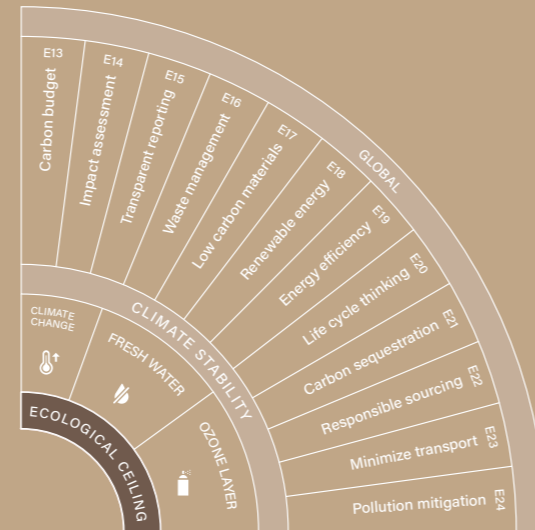 GLOBAL
E13
Carbon budget
E14
Impact assessment
E15
Transparent reporting
E16
Waste management
E17
Low carbon materials
E18
Renewable energy
E19
Energy efficiency
E20
Life cycle thinking
E21
Carbon sequestration
E22
Responsible sourcing
E23
Minimize transport
E24
Pollution mitigation
CLIMATE STABILITY
CLIMATE
CHANGE
FRESH WATER
OZONE LAYER
ECOLOGICAL CEILING